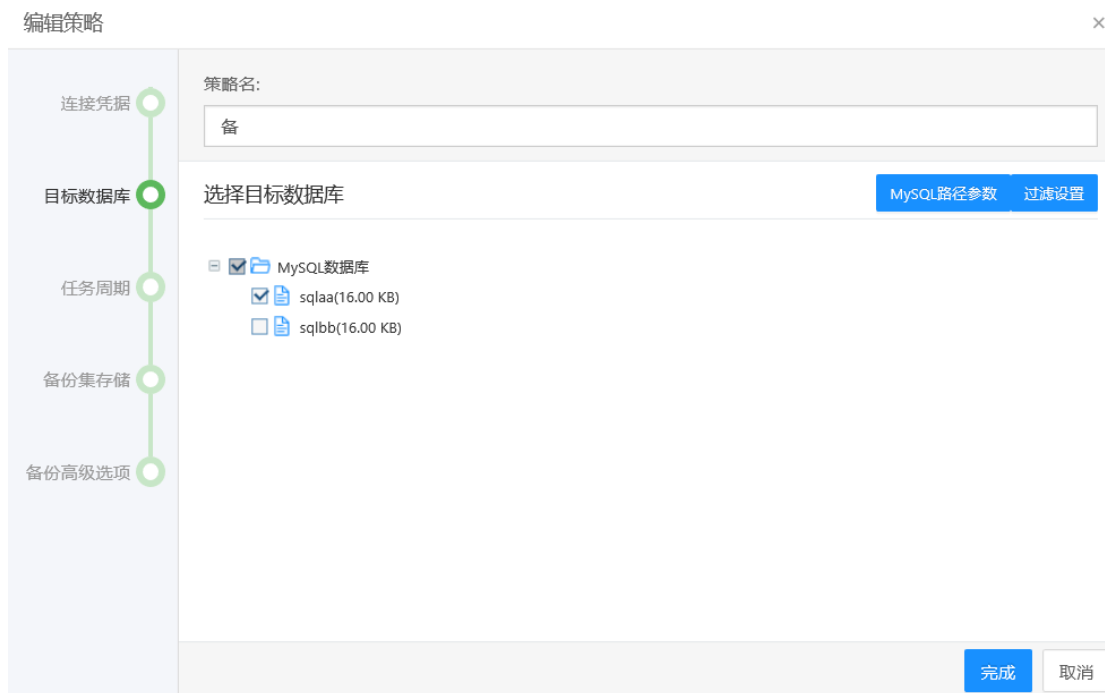 编辑策略
×
连接凭据
目标数据库
任务周期
备份集存储
备份高级选项
策略名:
备
选择目标数据库
MySQL路径参数 过滤设置
MySQL数据库
sqlaa(16.00 KB)
sqlbb(16.00 KB)
完成 取消